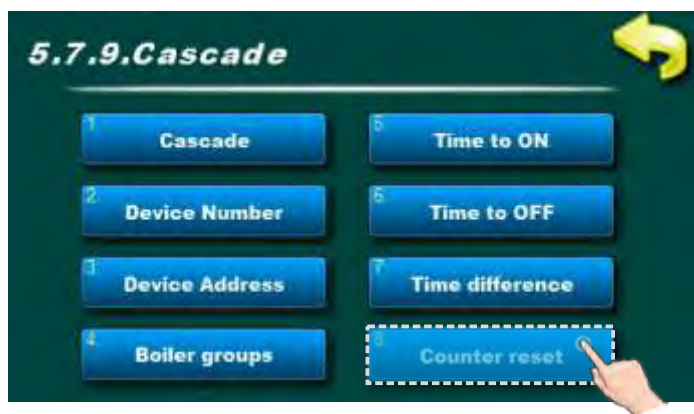 5.7.9.Cascade
1 Cascade
2 Device Number
3 Device Address
4 Boiler groups
5 Time to ON
6 Time to OFF
7 Time difference
8 Counter reset